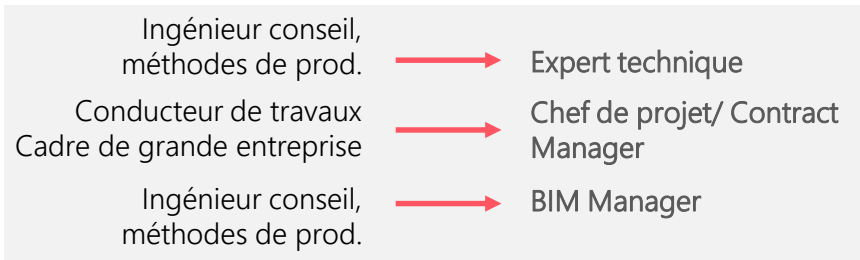 Ingénieur conseil,
méthodes de prod.
Expert technique
Conducteur de travaux
Cadre de grande entreprise
Chef de projet/ Contract
Manager
Ingénieur conseil,
méthodes de prod.
BIM Manager